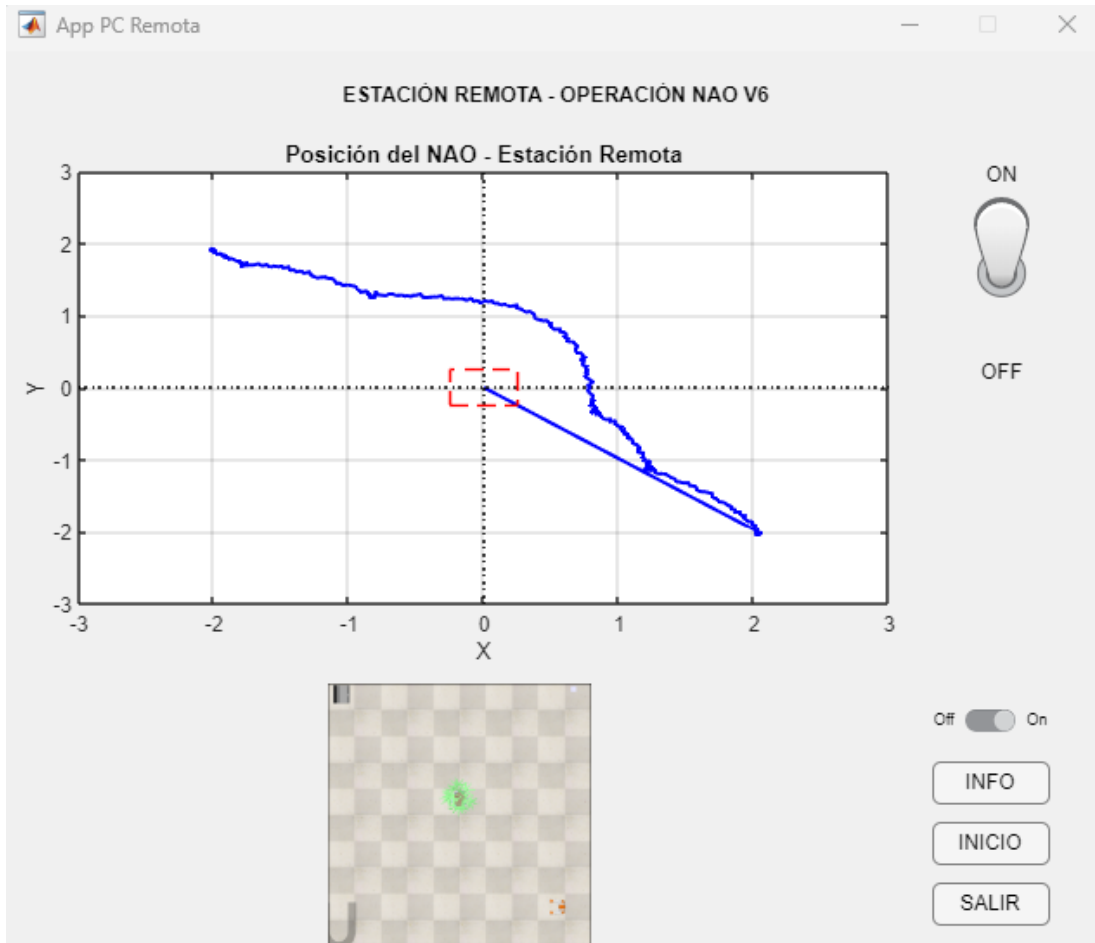 App PC Remota
ESTACIÓN REMOTA - OPERACIÓN NAO V6
Posición del NAO - Estación Remota
3
2
1
0
-1
-2
-3
Y
-3 -2 -1 0 1 2 3
X
ON
OFF
Off On
INFO
INICIO
SALIR